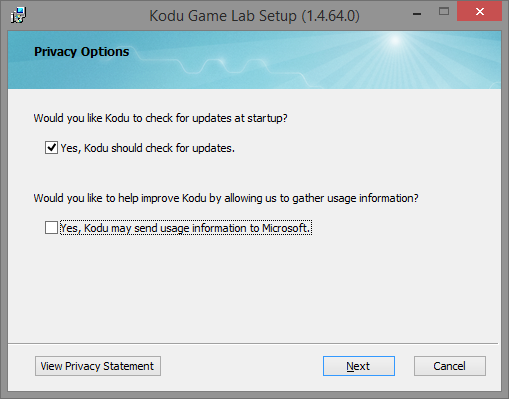 Kodu Game Lab Setup (1.4.64.0)
Privacy Options
Would you like Kodu to check for updates at startup?
Yes, Kodu should check for updates.
Would you like to help improve Kodu by allowing us to gather usage information?
Yes, Kodu may send usage information to Microsoft.
View Privacy Statement Next Cancel